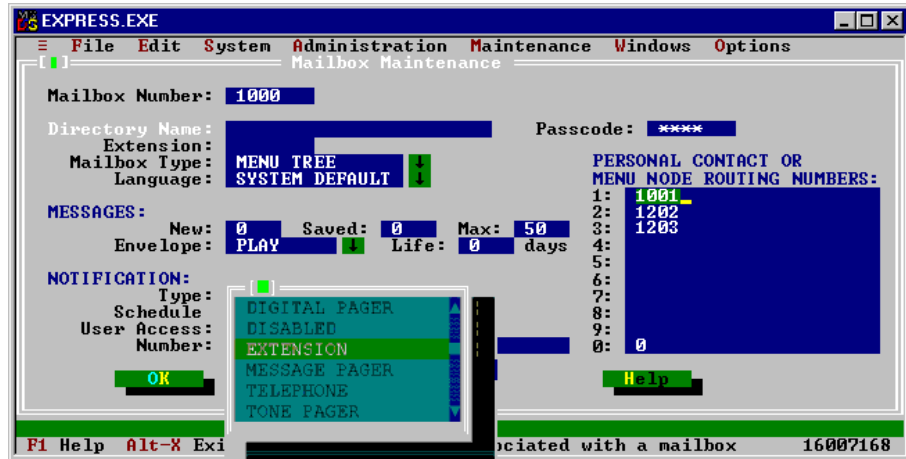 EXPRESS.EXE
≡ File Edit System Administration Maintenance Windows Options
Mailbox Maintenance
Mailbox Number: 1000
Directory Name: Passcode: ****
Extension:
Mailbox Type: MENU TREE ↓ PERSONAL CONTACT OR
Language: SYSTEM DEFAULT ↓ MENU NODE ROUTING NUMBERS:
1: 1001
MESSAGES: 2: 1202
New: 0 Saved: 0 Max: 50 3: 1203
Envelope: PLAY ↓ Life: 0 days 4:
5:
NOTIFICATION: 6:
Type: 7:
Schedule 8:
User Access: 9:
Number: 0: 0
DIGITAL PAGER
DISABLED
EXTENSION
MESSAGE PAGER
TELEPHONE
TONE PAGER
OK Help
F1 Help Alt-X Exi ociated with a mailbox 16007168